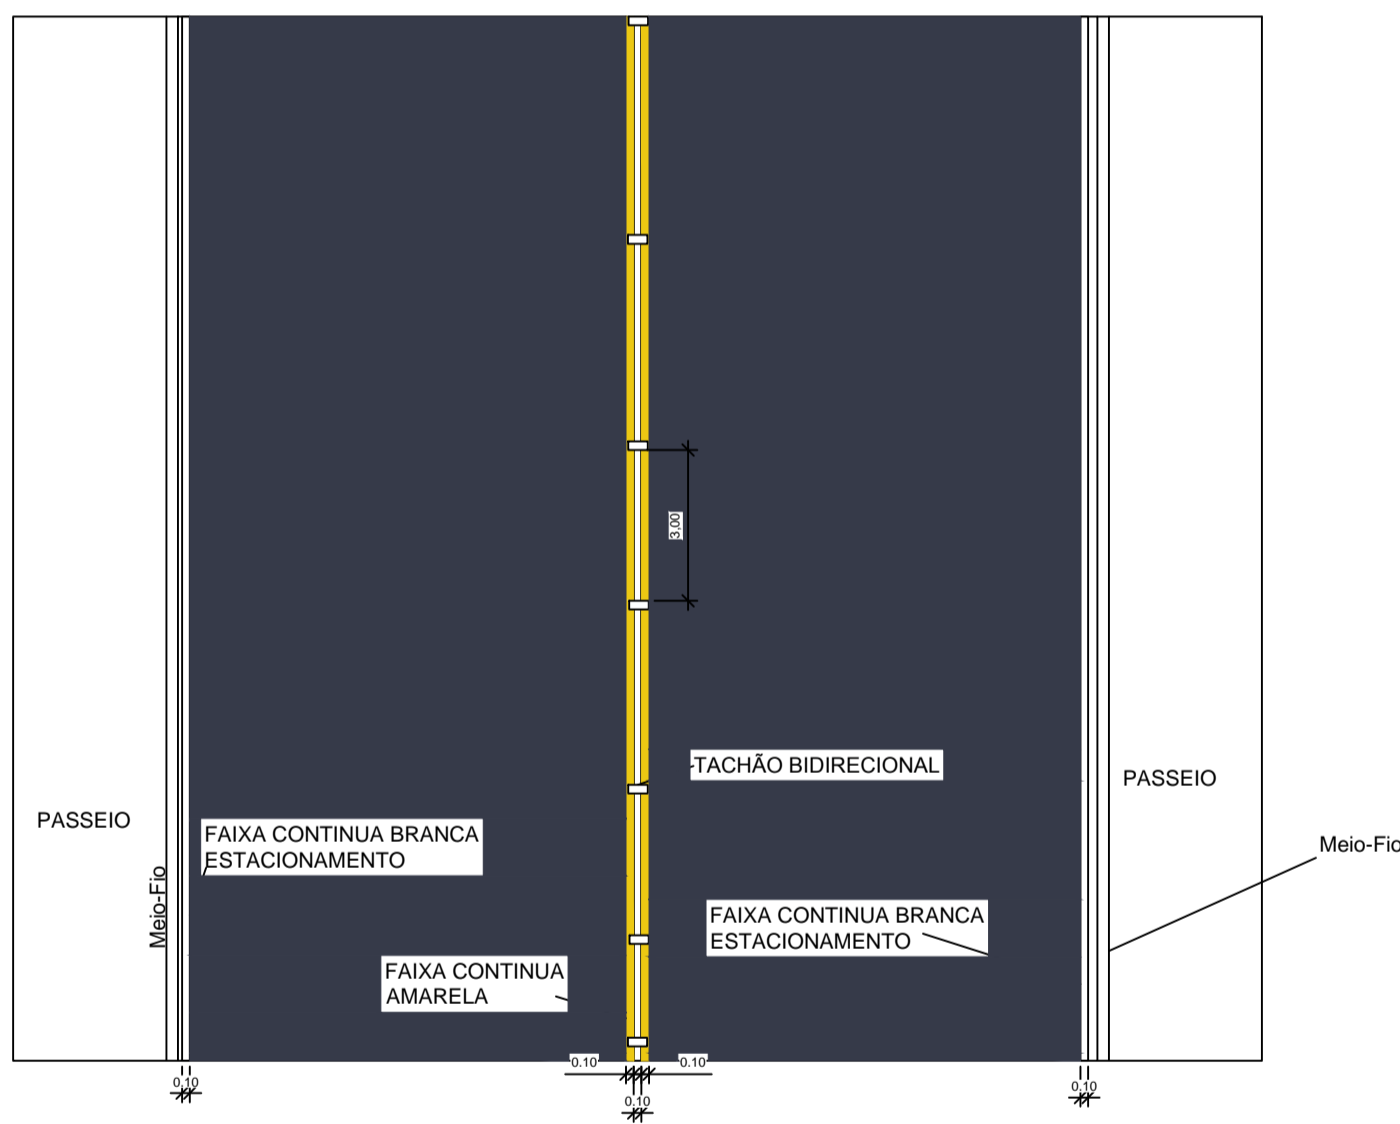 3.00
TACHÃO BIDIRECIONAL
PASSEIO
PASSEIO
FAIXA CONTINUA BRANCA
ESTACIONAMENTO
Meio-Fio
Meio-Fio
FAIXA CONTINUA BRANCA
ESTACIONAMENTO
FAIXA CONTINUA
AMARELA
0.10
0.10
0.10
0.10
0.10